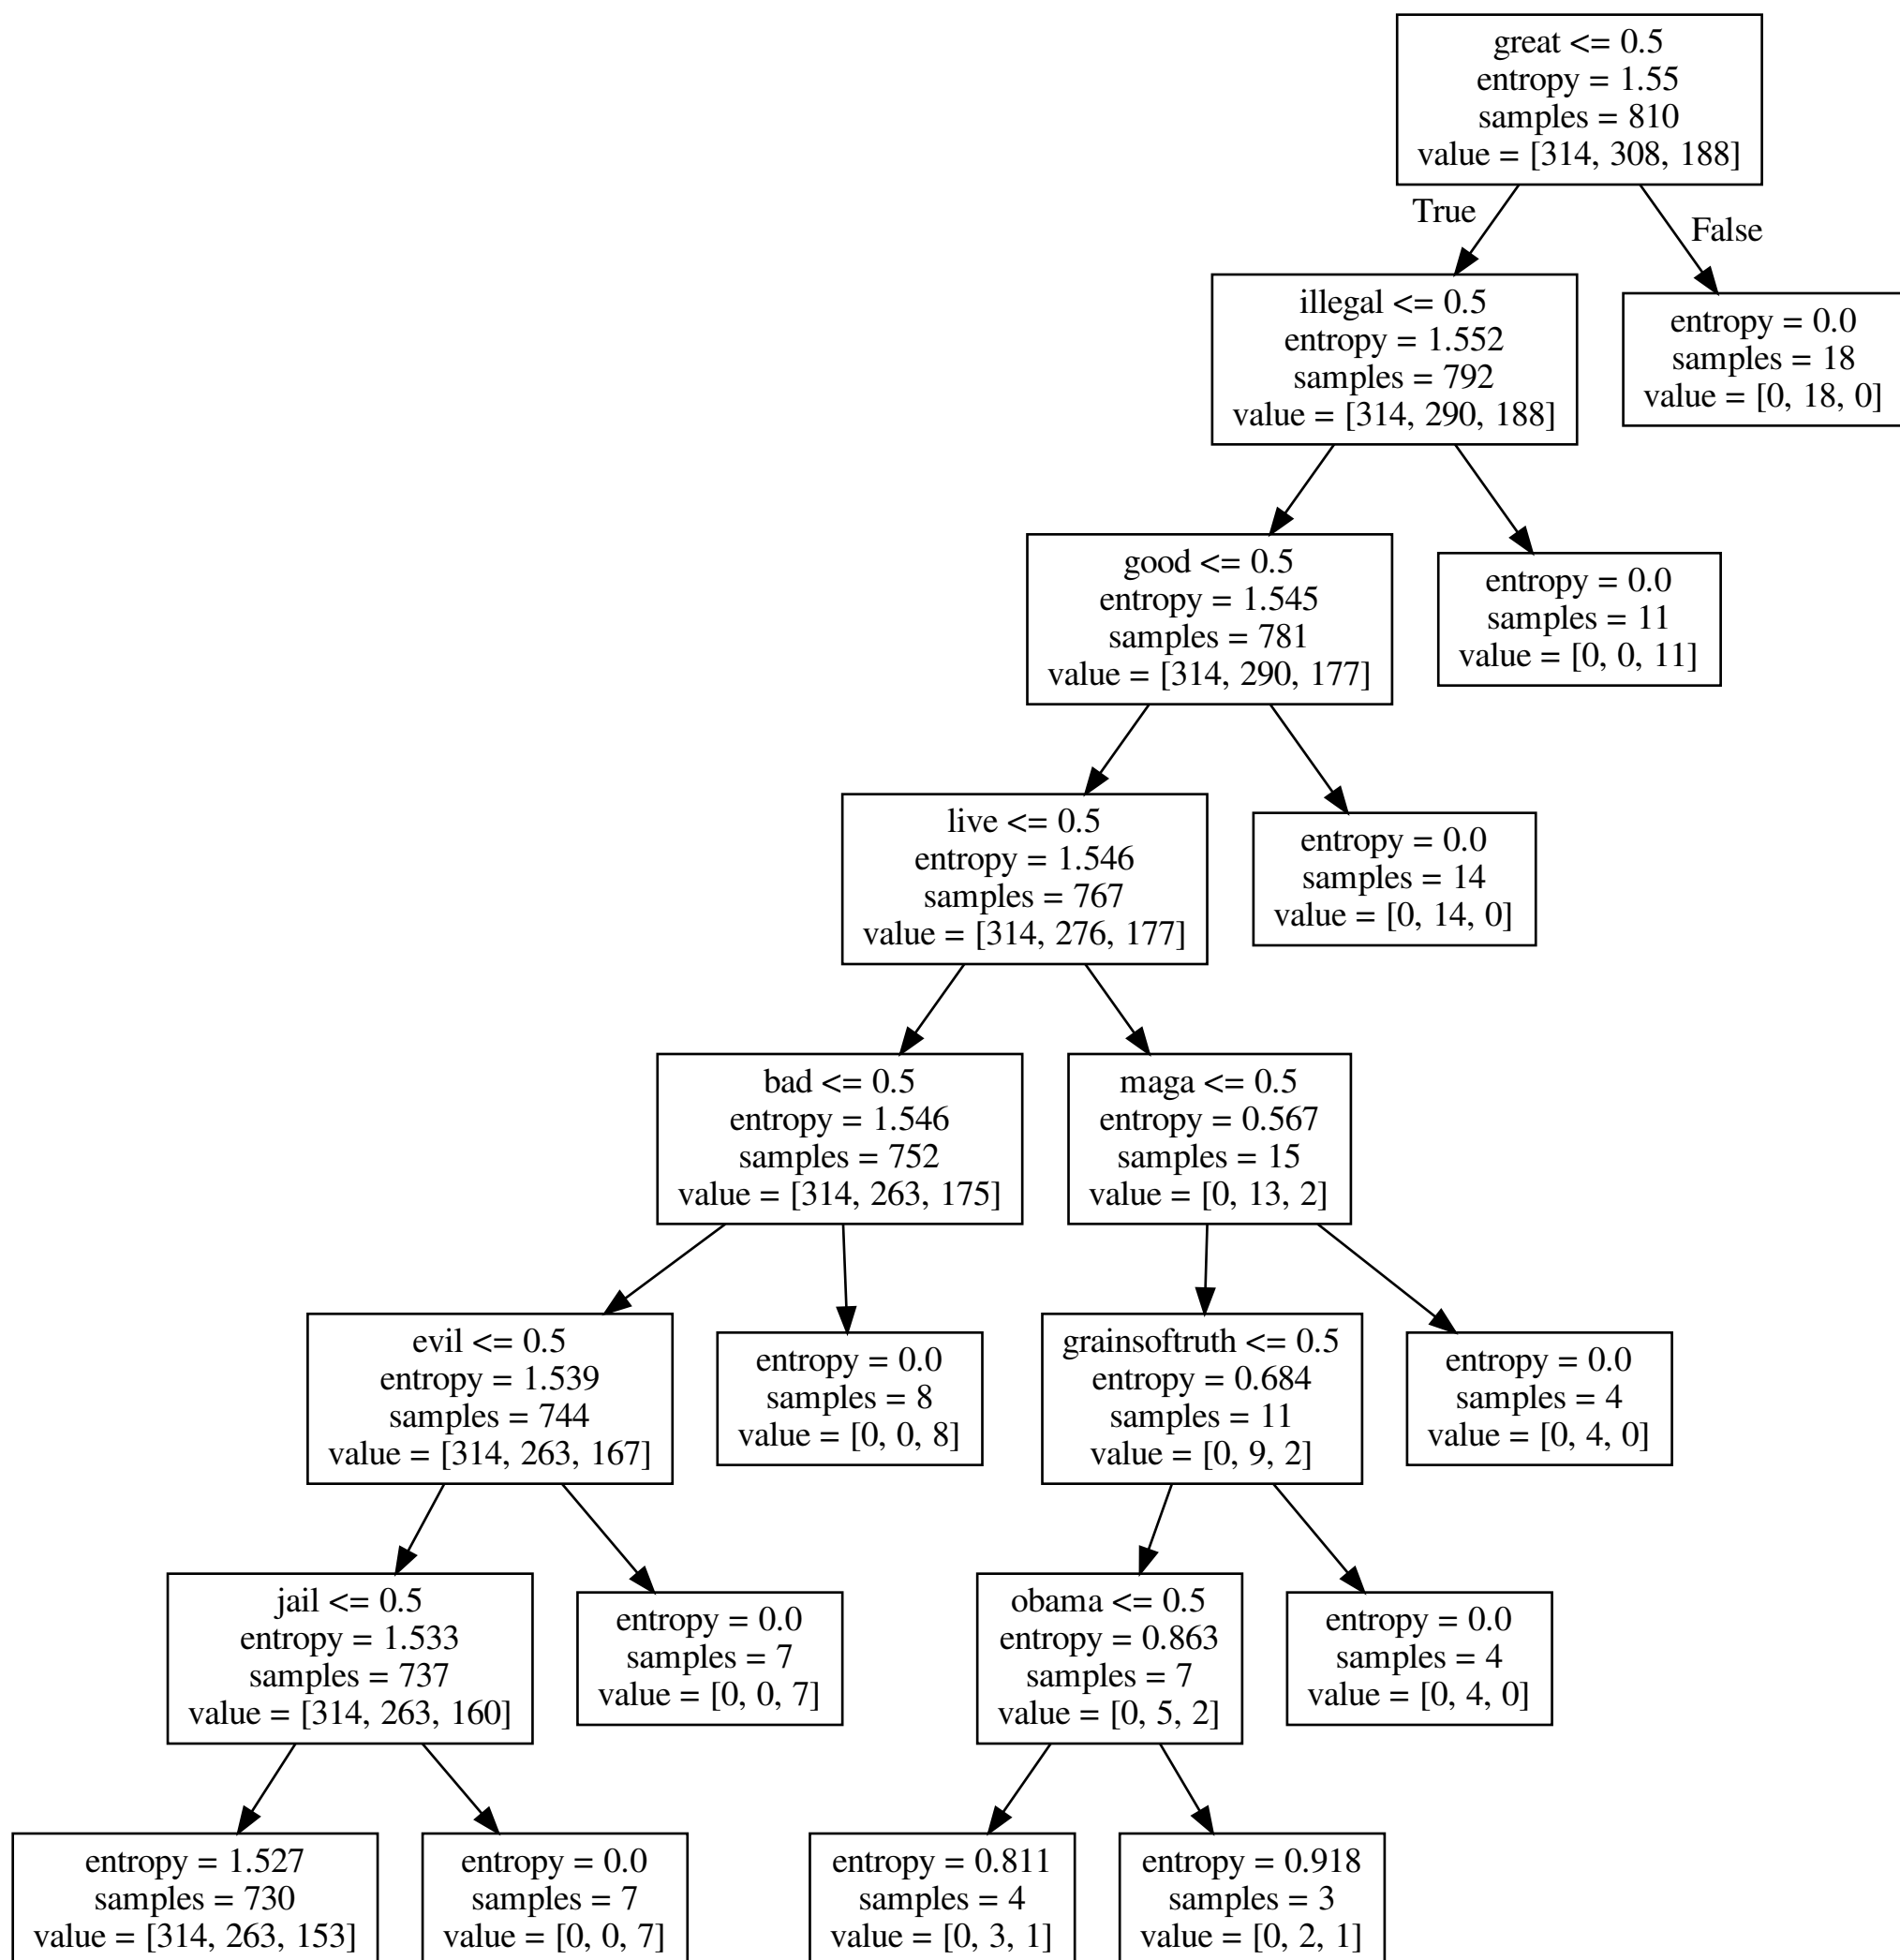 great <= 0.5
entropy = 1.55
samples = 810
value = [314, 308, 188]
True
False
illegal <= 0.5
entropy = 1.552
samples = 792
value = [314, 290, 188]
entropy = 0.0
samples = 18
value = [0, 18, 0]
good <= 0.5
entropy = 1.545
samples = 781
value = [314, 290, 177]
entropy = 0.0
samples = 11
value = [0, 0, 11]
live <= 0.5
entropy = 1.546
samples = 767
value = [314, 276, 177]
entropy = 0.0
samples = 14
value = [0, 14, 0]
bad <= 0.5
entropy = 1.546
samples = 752
value = [314, 263, 175]
maga <= 0.5
entropy = 0.567
samples = 15
value = [0, 13, 2]
evil <= 0.5
entropy = 1.539
samples = 744
value = [314, 263, 167]
entropy = 0.0
samples = 8
value = [0, 0, 8]
grainsoftruth <= 0.5
entropy = 0.684
samples = 11
value = [0, 9, 2]
entropy = 0.0
samples = 4
value = [0, 4, 0]
jail <= 0.5
entropy = 1.533
samples = 737
value = [314, 263, 160]
entropy = 0.0
samples = 7
value = [0, 0, 7]
obama <= 0.5
entropy = 0.863
samples = 7
value = [0, 5, 2]
entropy = 0.0
samples = 4
value = [0, 4, 0]
entropy = 1.527
samples = 730
value = [314, 263, 153]
entropy = 0.0
samples = 7
value = [0, 0, 7]
entropy = 0.811
samples = 4
value = [0, 3, 1]
entropy = 0.918
samples = 3
value = [0, 2, 1]